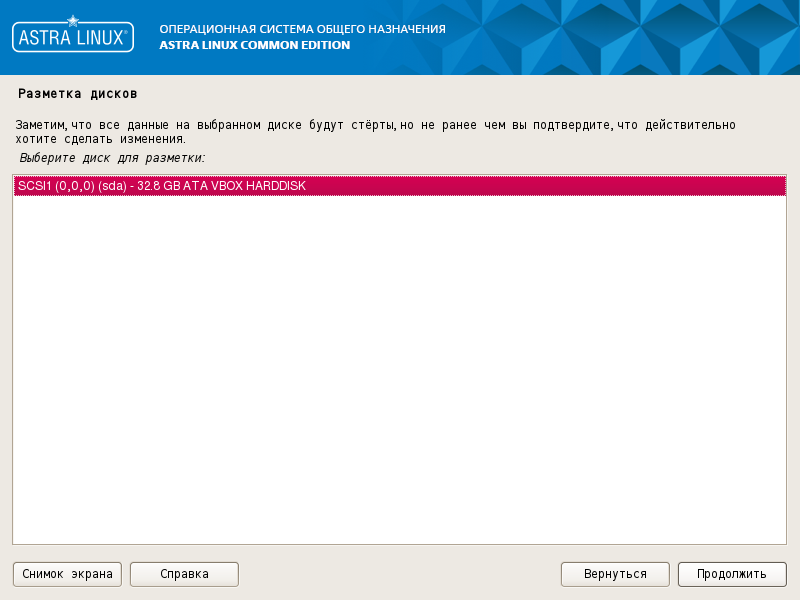 ASTRA LINUX®
ОПЕРАЦИОННАЯ СИСТЕМА ОБЩЕГО НАЗНАЧЕНИЯ
ASTRA LINUX COMMON EDITION
Разметка дисков
Заметим, что все данные на выбранном диске будут стёрты, но не ранее чем вы подтвердите, что действительно
хотите сделать изменения.
Выберите диск для разметки:
SCSI1 (0,0,0) (sda) - 32.8 GB ATA VBOX HARDDISK
Снимок экрана
Справка
Вернуться
Продолжить